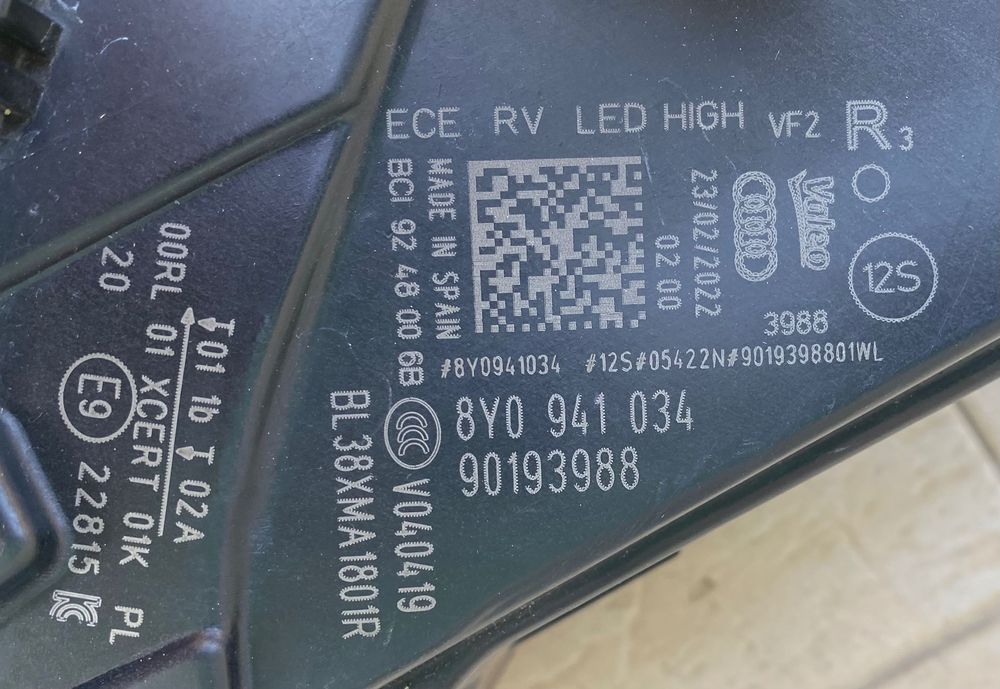 ECE RV LED HIGH VF2 R3
MADE IN SPAIN
BCI 92 48 00 6B
23/02/2022
02 00
Valeo
12S
3988
#8Y0941034 #12S#05422N#9019398801WL
8Y0 941 034
90193988
CCC V040419
BL38XMA1801R
I 01 1b I 02A
00RL 01 XCERT 01K PL
20 E9 22815